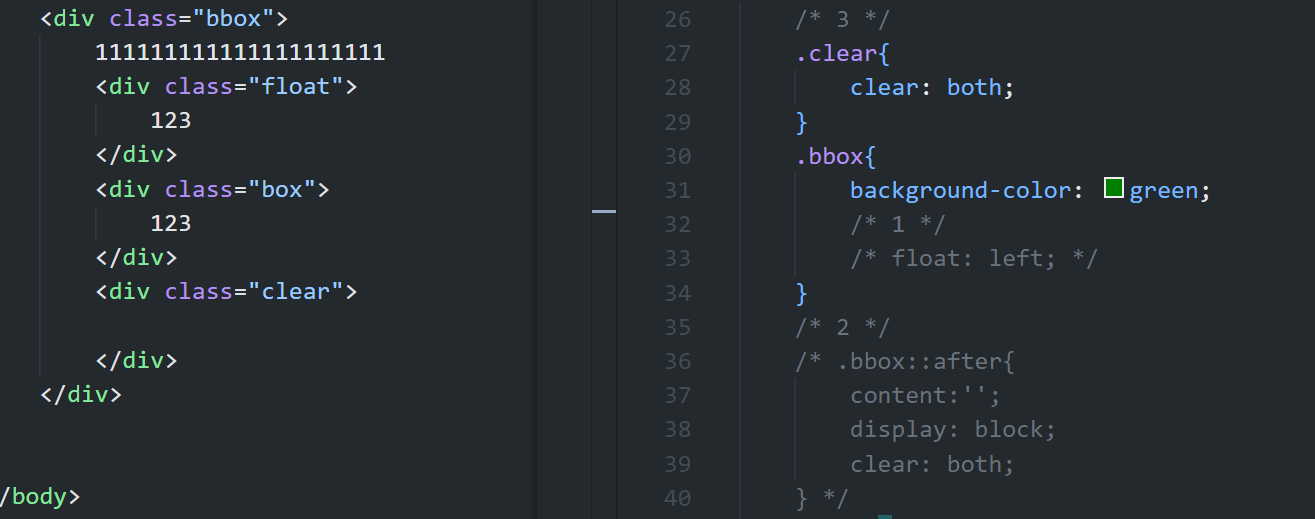 <div class="bbox">
1111111111111111111111
<div class="float">
123
</div>
<div class="box">
123
</div>
<div class="clear">
</div>
</div>
/body>
26 /* 3 */
27 .clear{
28 clear: both;
29 }
30 .bbox{
31 background-color: green;
32 /* 1 */
33 /* float: left; */
34 }
35 /* 2 */
36 /* .bbox::after{
37 content:'';
38 display: block;
39 clear: both;
40 } */